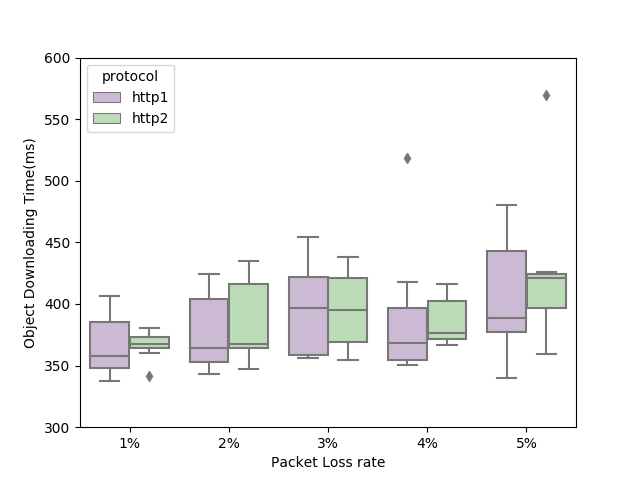 600
550
500
450
400
350
300
Object Downloading Time(ms)
protocol
http1
http2
1%
2%
3%
4%
5%
Packet Loss rate